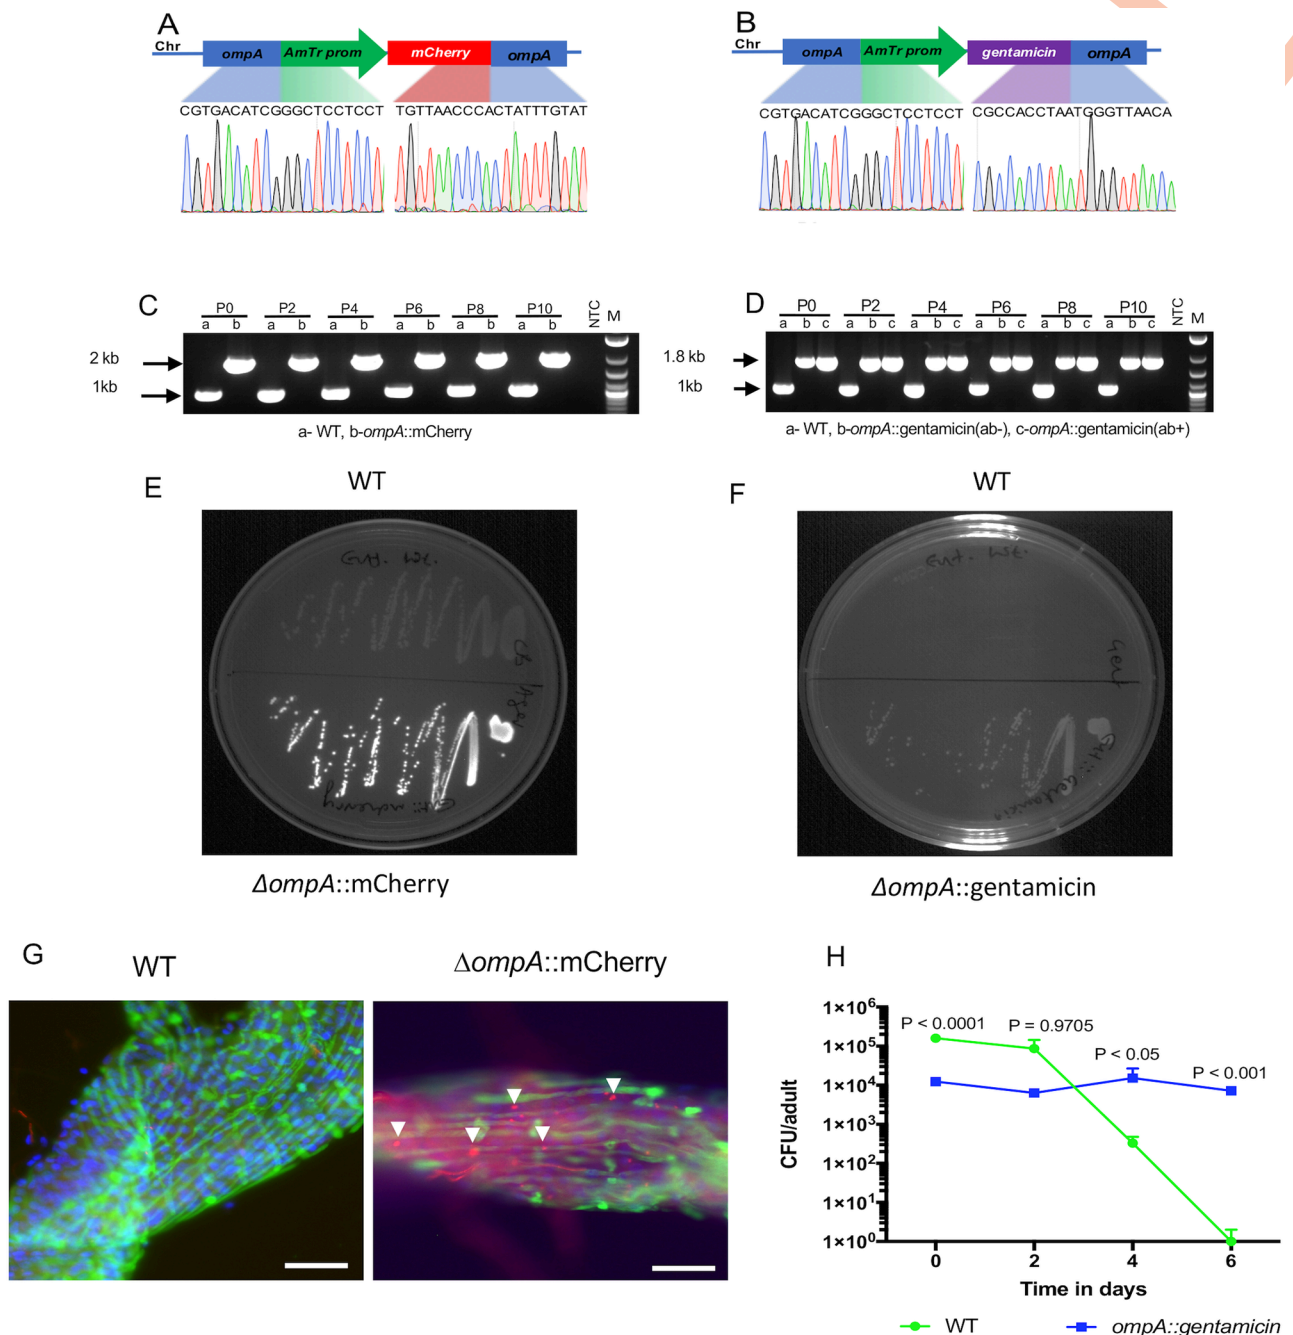 A
Chr
ompA
AmTr prom
mCherry
ompA
CGTGACATCGGGCTCCTCCT
TGTTAACCCACTATTTGTAT
B
Chr
ompA
AmTr prom
gentamicin
ompA
CGTGACATCGGGCTCCTCCT
CGCCACCTAATGGGTTAACA
C
P0 P2 P4 P6 P8 P10
a b a b a b a b a b a b NTC M
2 kb
1kb
a- WT, b-ompA::mCherry
D
P0 P2 P4 P6 P8 P10
a b c a b c a b c a b c a b c a b c NTC M
1.8 kb
1kb
a- WT, b-ompA::gentamicin(ab-), c-ompA::gentamicin(ab+)
E
WT
ΔompA::mCherry
F
WT
Gent
ΔompA::gentamicin
G
WT
ΔompA::mCherry
H
1×10⁶
1×10⁵
1×10⁴
1×10³
1×10²
1×10¹
1×10⁰
CFU/adult
P < 0.0001
P = 0.9705
P < 0.05
P < 0.001
0 2 4 6
Time in days
WT
ompA::gentamicin